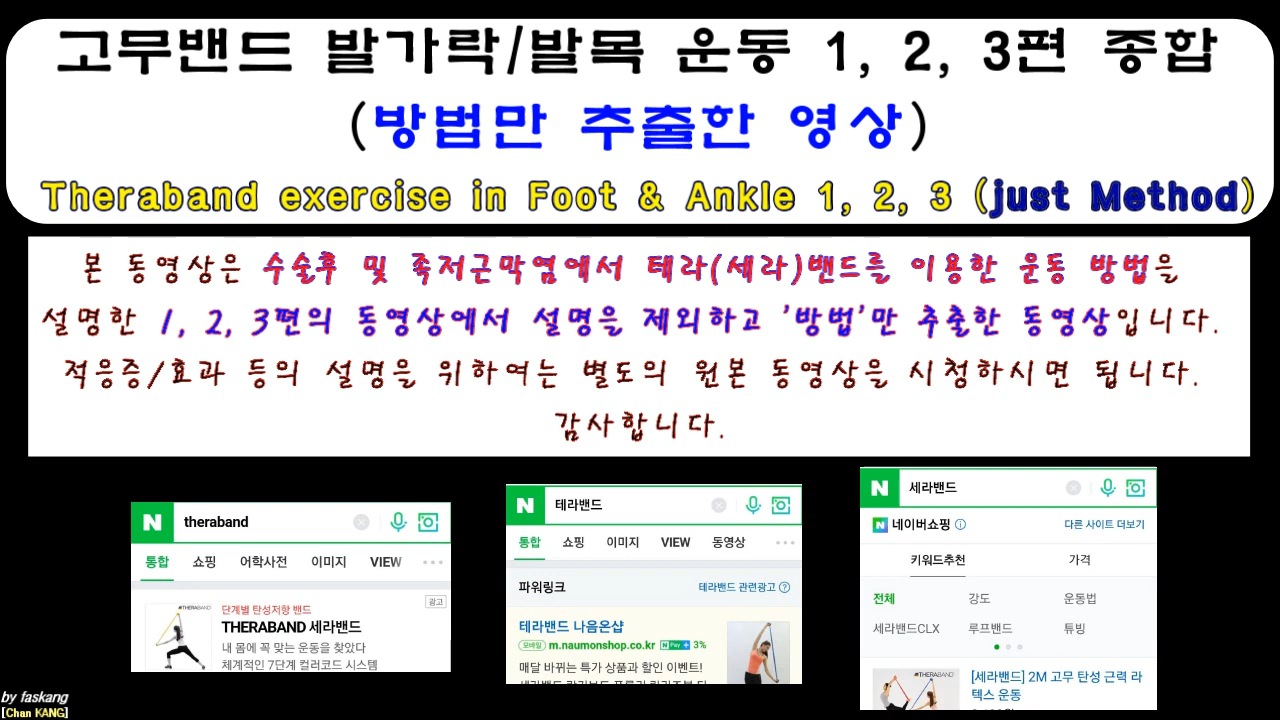 고무밴드 발가락/발목 운동 1, 2, 3편 종합
(방법만 추출한 영상)
Theraband exercise in Foot & Ankle 1, 2, 3 (just Method)
본 동영상은 수술후 및 족저근막염에서 테라(세라)밴드를 이용한 운동 방법을
설명한 1, 2, 3편의 동영상에서 설명을 제외하고 '방법'만 추출한 동영상입니다.
적응증/효과 등의 설명을 위하여는 별도의 원본 동영상을 시청하시면 됩니다.
감사합니다.
N theraband
통합 쇼핑 어학사전 이미지 VIEW
광고
THERABAND
단계별 탄성저항 밴드
THERABAND 세라밴드
내 몸에 꼭 맞는 운동을 찾았다
체계적인 7단계 컬러코드 시스템
N 테라밴드
통합 쇼핑 이미지 VIEW 동영상
파워링크 테라밴드 관련광고
테라밴드 나음온샵
모바일 m.naumonshop.co.kr N Pay + 3%
매달 바뀌는 특가 상품과 할인 이벤트!
N 세라밴드
N 네이버쇼핑 다른 사이트 더보기
키워드추천 가격
전체 강도 운동법
세라밴드CLX 루프밴드 튜빙
THERABAND
[세라밴드] 2M 고무 탄성 근력 라
텍스 운동
by faskang
[Chan KANG]